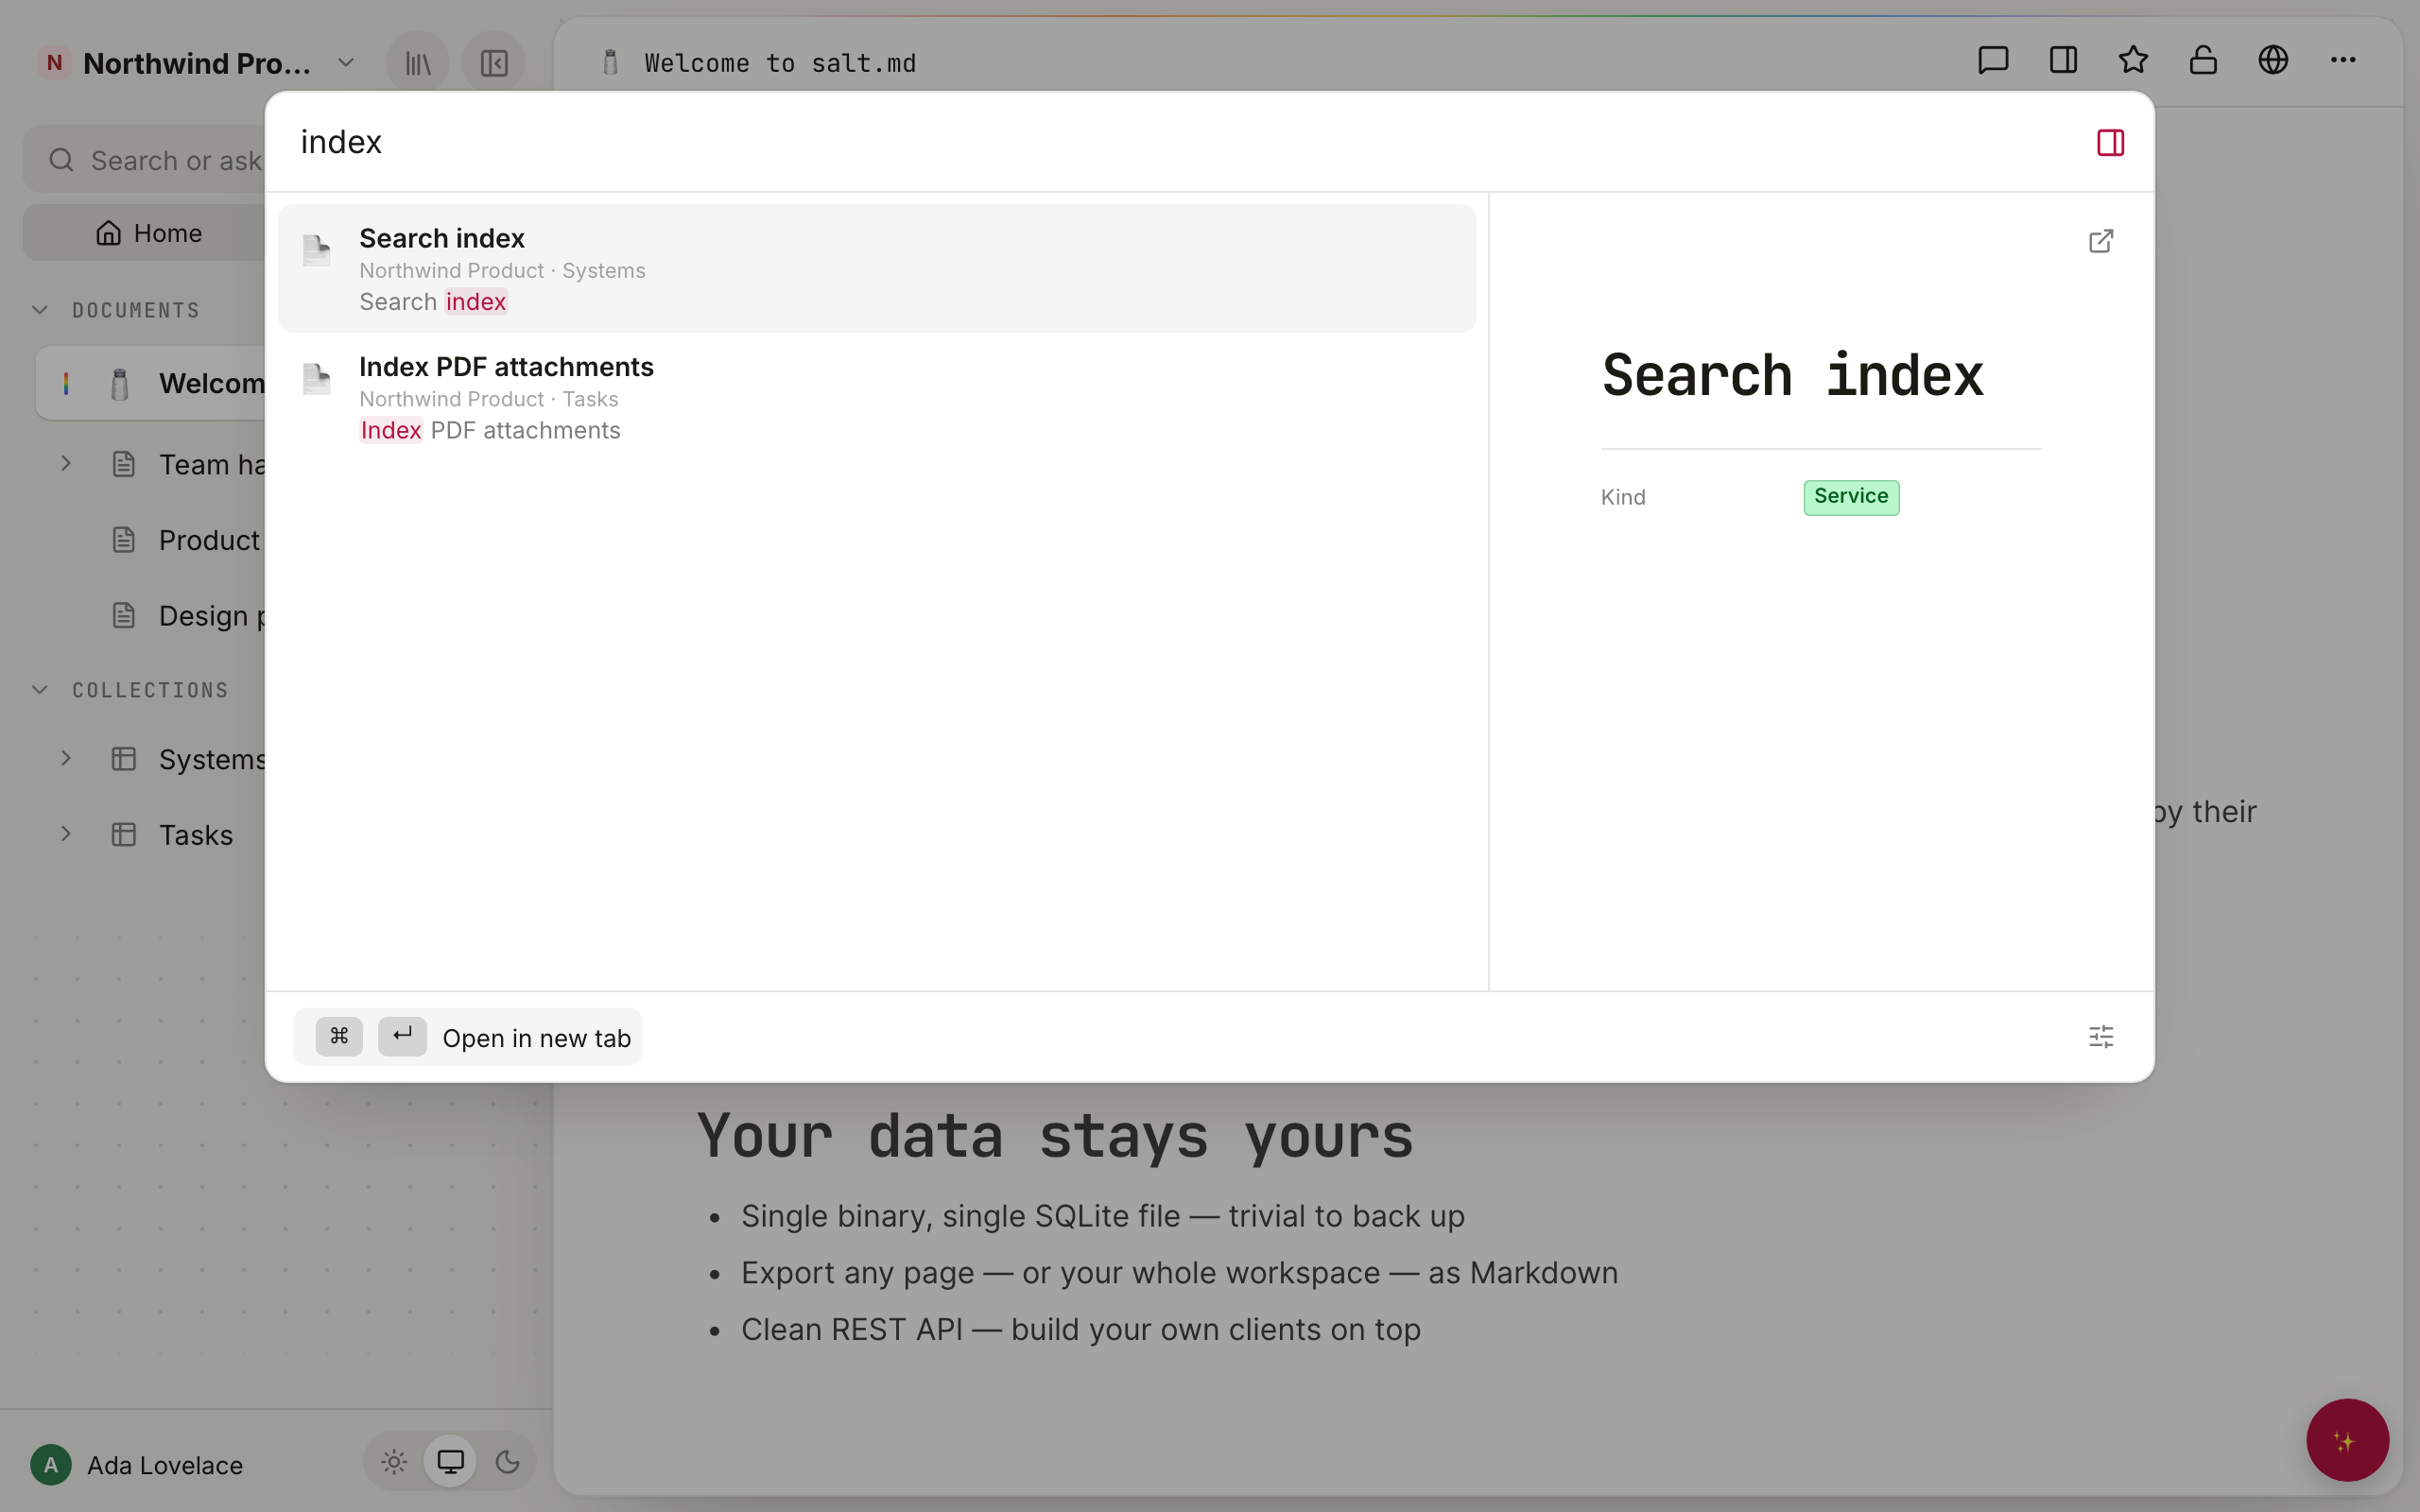 N Northwind Pro...
Welcome to salt.md
Search or ask
Home
DOCUMENTS
Welcom
Team ha
Product
Design p
COLLECTIONS
Systems
Tasks
index
Search index
Northwind Product · Systems
Search index
Index PDF attachments
Northwind Product · Tasks
Index PDF attachments
Search index
Kind Service
⌘ ↵ Open in new tab
by their
Your data stays yours
• Single binary, single SQLite file — trivial to back up
• Export any page — or your whole workspace — as Markdown
• Clean REST API — build your own clients on top
A Ada Lovelace